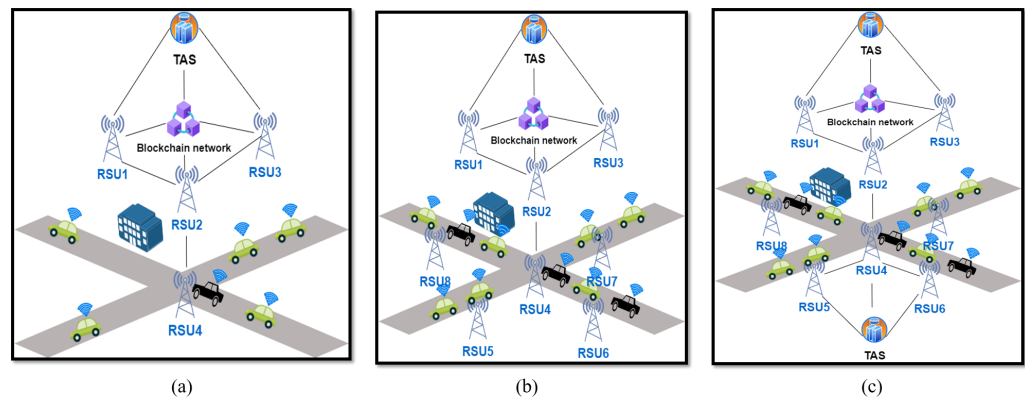 TAS
Blockchain network
RSU1
RSU3
RSU2
RSU4
(a)
TAS
Blockchain network
RSU1
RSU3
RSU2
RSU8
RSU7
RSU4
RSU5
RSU6
(b)
TAS
Blockchain network
RSU1
RSU3
RSU2
RSU8
RSU7
RSU4
RSU5
RSU6
TAS
(c)